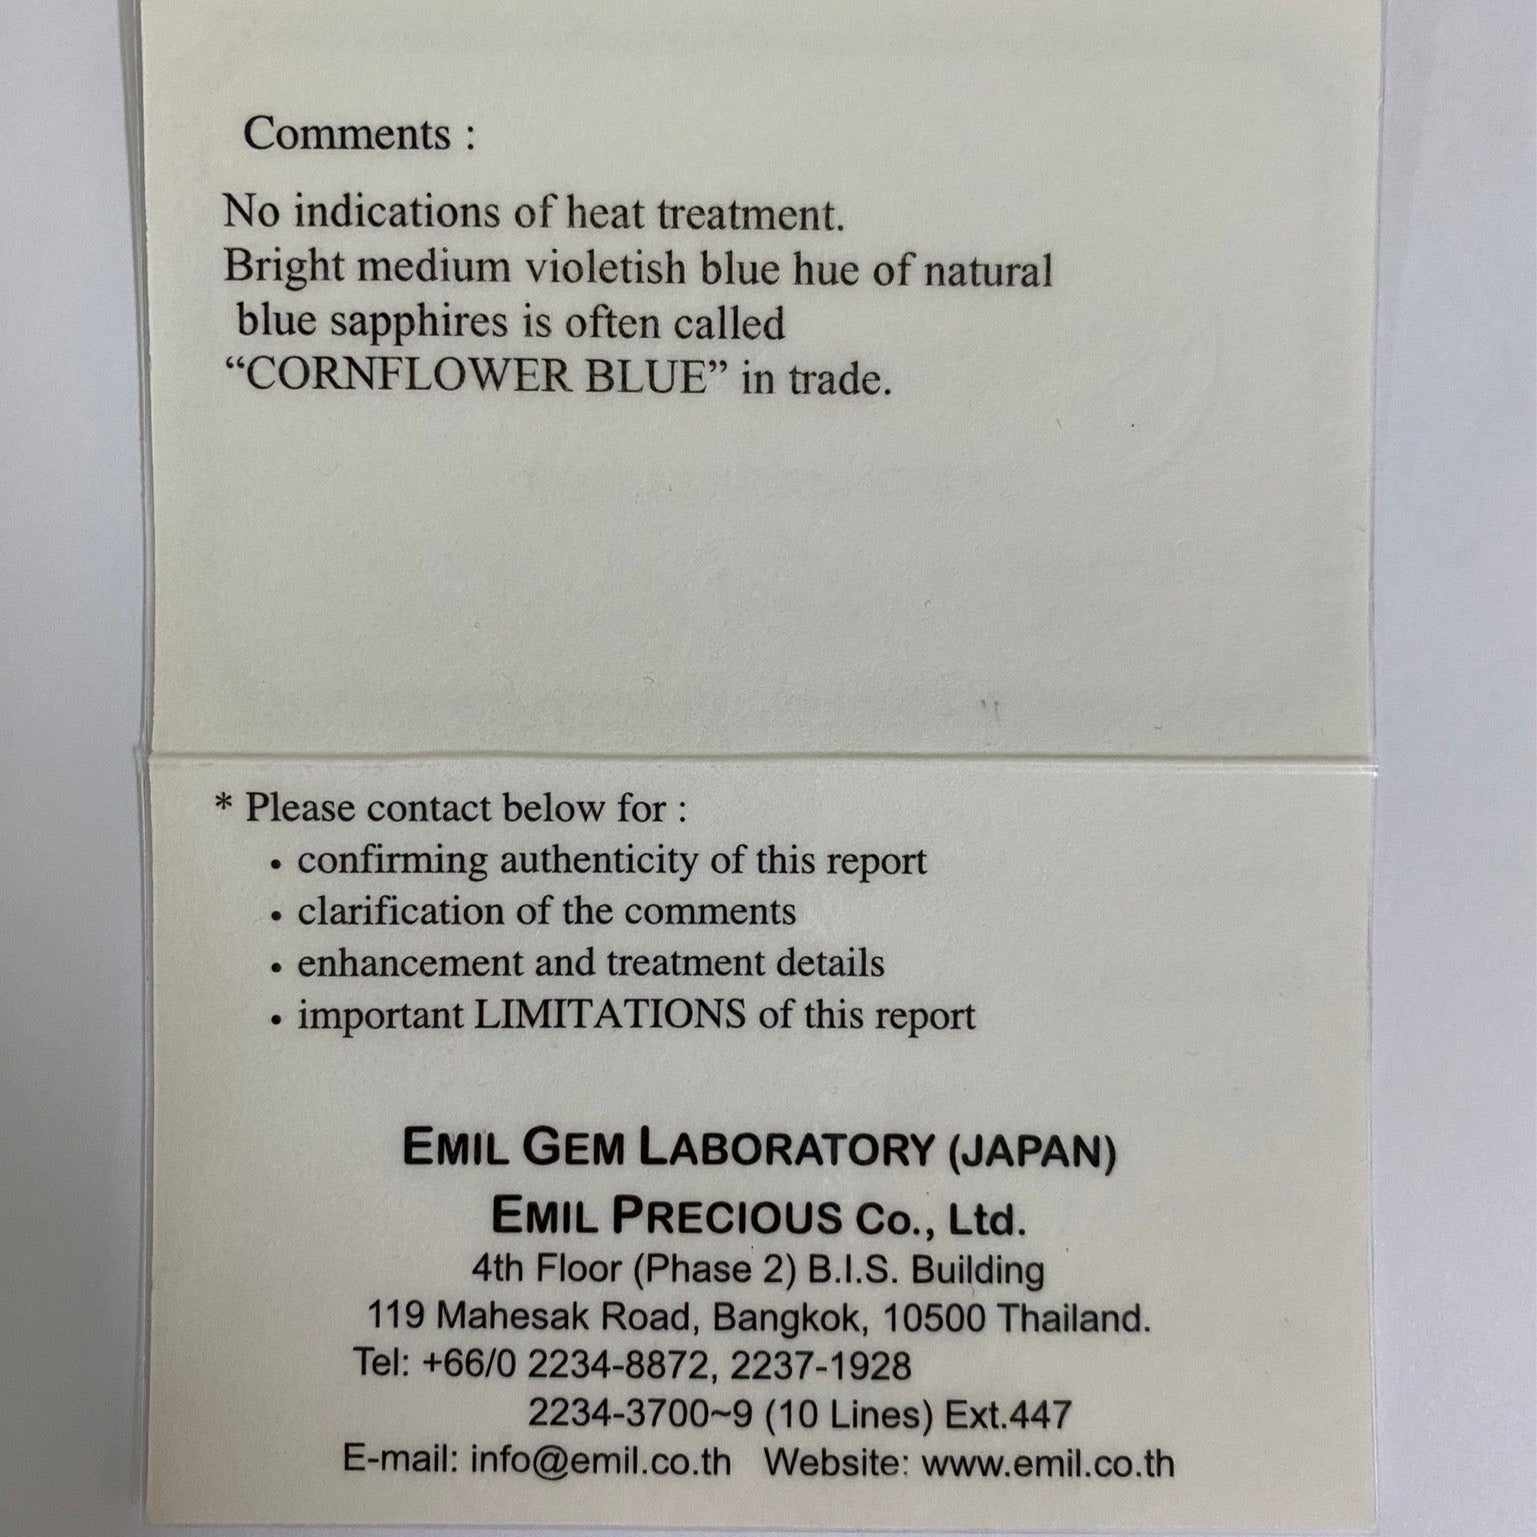 Comments :
No indications of heat treatment.
Bright medium violetish blue hue of natural
blue sapphires is often called
“CORNFLOWER BLUE” in trade.
* Please contact below for :
• confirming authenticity of this report
• clarification of the comments
• enhancement and treatment details
• important LIMITATIONS of this report
EMIL GEM LABORATORY (JAPAN)
EMIL PRECIOUS Co., Ltd.
4th Floor (Phase 2) B.I.S. Building
119 Mahesak Road, Bangkok, 10500 Thailand.
Tel: +66/0 2234-8872, 2237-1928
2234-3700~9 (10 Lines) Ext.447
E-mail: info@emil.co.th Website: www.emil.co.th